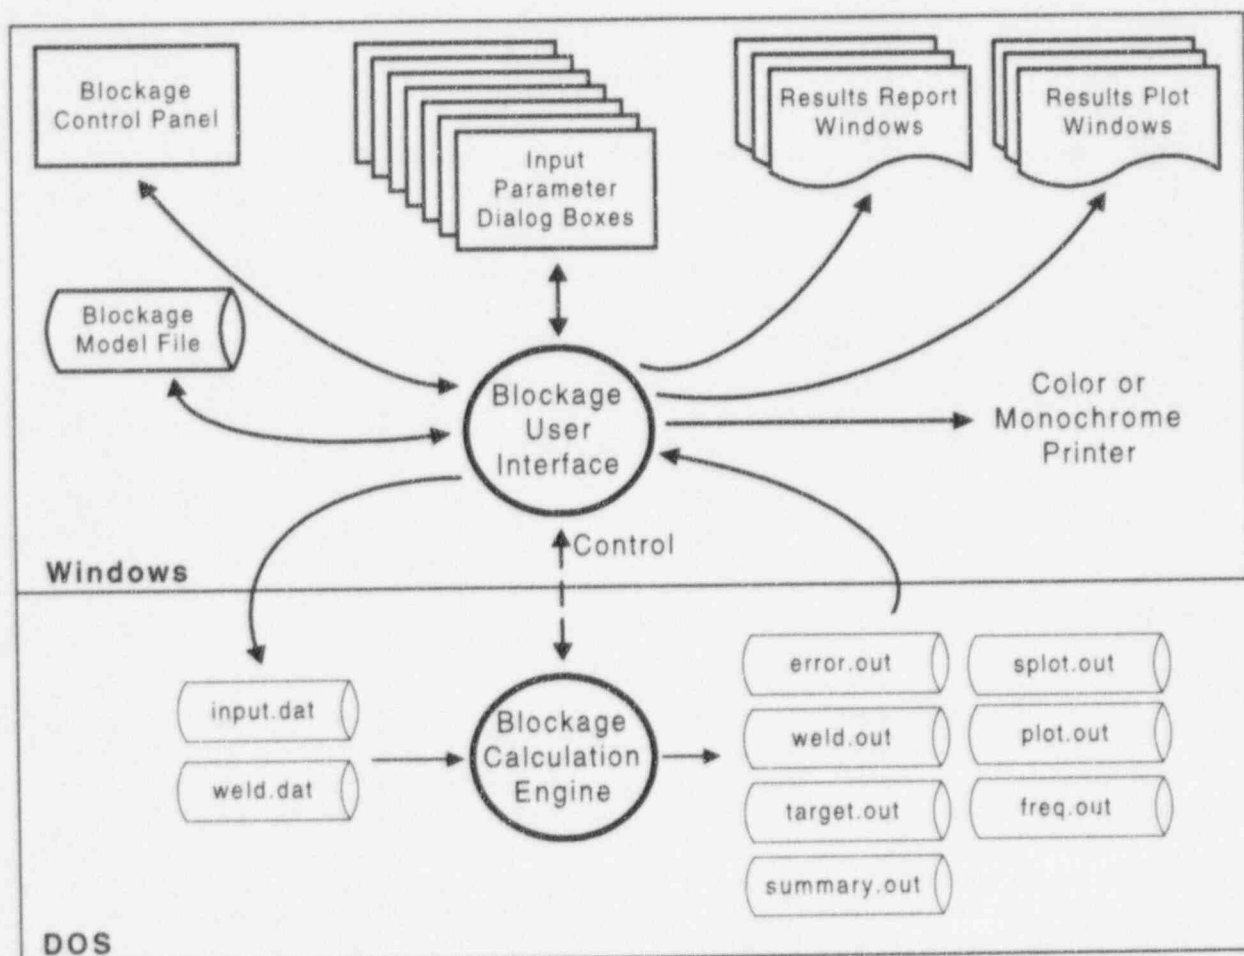 Blockage
Control Panel
Input
Parameter
Dialog Boxes
Results Report
Windows
Results Plot
Windows
Blockage
Model File
Blockage
User
Interface
Color or
Monochrome
Printer
Control
Windows
input.dat
weld.dat
Blockage
Calculation
Engine
error.out
splot.out
weld.out
plot.out
target.out
freq.out
summary.out
DOS